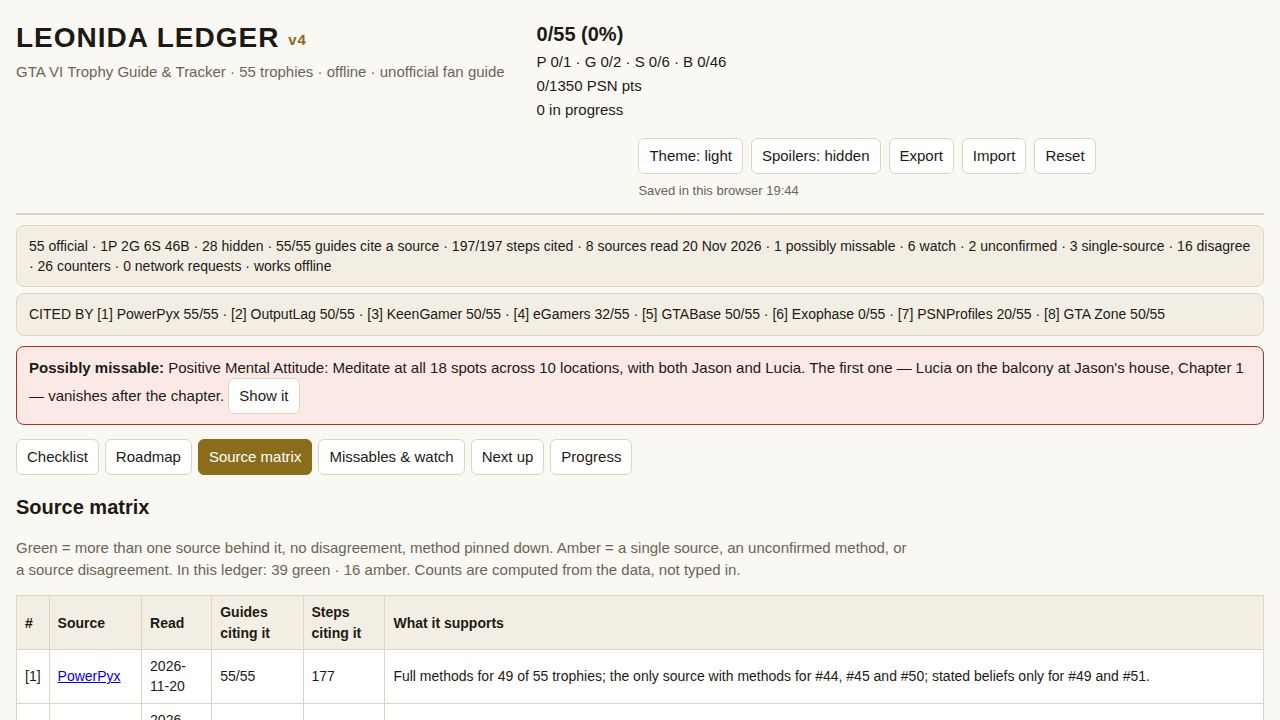 LEONIDA LEDGER v4
GTA VI Trophy Guide & Tracker · 55 trophies · offline · unofficial fan guide
0/55 (0%)
P 0/1 · G 0/2 · S 0/6 · B 0/46
0/1350 PSN pts
0 in progress
Theme: light Spoilers: hidden Export Import Reset
Saved in this browser 19:44
55 official · 1P 2G 6S 46B · 28 hidden · 55/55 guides cite a source · 197/197 steps cited · 8 sources read 20 Nov 2026 · 1 possibly missable · 6 watch · 2 unconfirmed · 3 single-source · 16 disagree
· 26 counters · 0 network requests · works offline
CITED BY [1] PowerPyx 55/55 · [2] OutputLag 50/55 · [3] KeenGamer 50/55 · [4] eGamers 32/55 · [5] GTABase 50/55 · [6] Exophase 0/55 · [7] PSNProfiles 20/55 · [8] GTA Zone 50/55
Possibly missable: Positive Mental Attitude: Meditate at all 18 spots across 10 locations, with both Jason and Lucia. The first one — Lucia on the balcony at Jason's house, Chapter 1
— vanishes after the chapter. Show it
Checklist Roadmap Source matrix Missables & watch Next up Progress
Source matrix
Green = more than one source behind it, no disagreement, method pinned down. Amber = a single source, an unconfirmed method, or
a source disagreement. In this ledger: 39 green · 16 amber. Counts are computed from the data, not typed in.
# Source Read Guides citing it Steps citing it What it supports
[1] PowerPyx 2026-11-20 55/55 177 Full methods for 49 of 55 trophies; the only source with methods for #44, #45 and #50; stated beliefs only for #49 and #51.